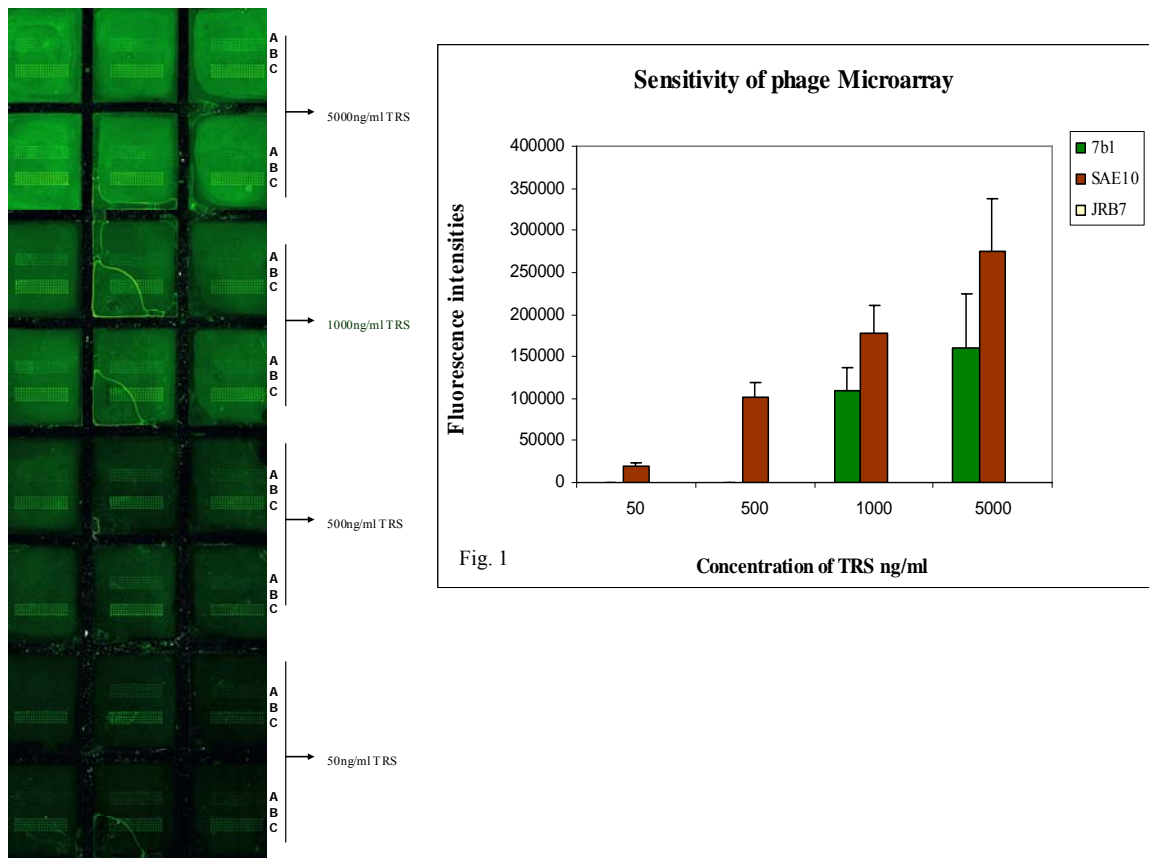 A
B
C
5000ng/ml TRS
A
B
C
A
B
C
1000ng/ml TRS
A
B
C
A
B
C
500ng/ml TRS
A
B
C
A
B
C
50ng/ml TRS
A
B
C
Sensitivity of phage Microarray
Fluorescence intensities
400000
350000
300000
250000
200000
150000
100000
50000
0
50 500 1000 5000
Concentration of TRS ng/ml
Fig. 1
7b1
SAE10
JRB7